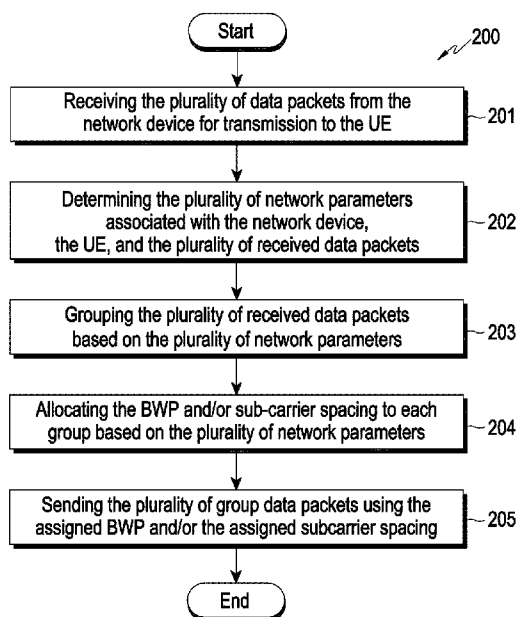 Start
200
Receiving the plurality of data packets from the
network device for transmission to the UE
201
Determining the plurality of network parameters
associated with the network device,
the UE, and the plurality of received data packets
202
Grouping the plurality of received data packets
based on the plurality of network parameters
203
Allocating the BWP and/or sub-carrier spacing to each
group based on the plurality of network parameters
204
Sending the plurality of group data packets using the
assigned BWP and/or the assigned subcarrier spacing
205
End